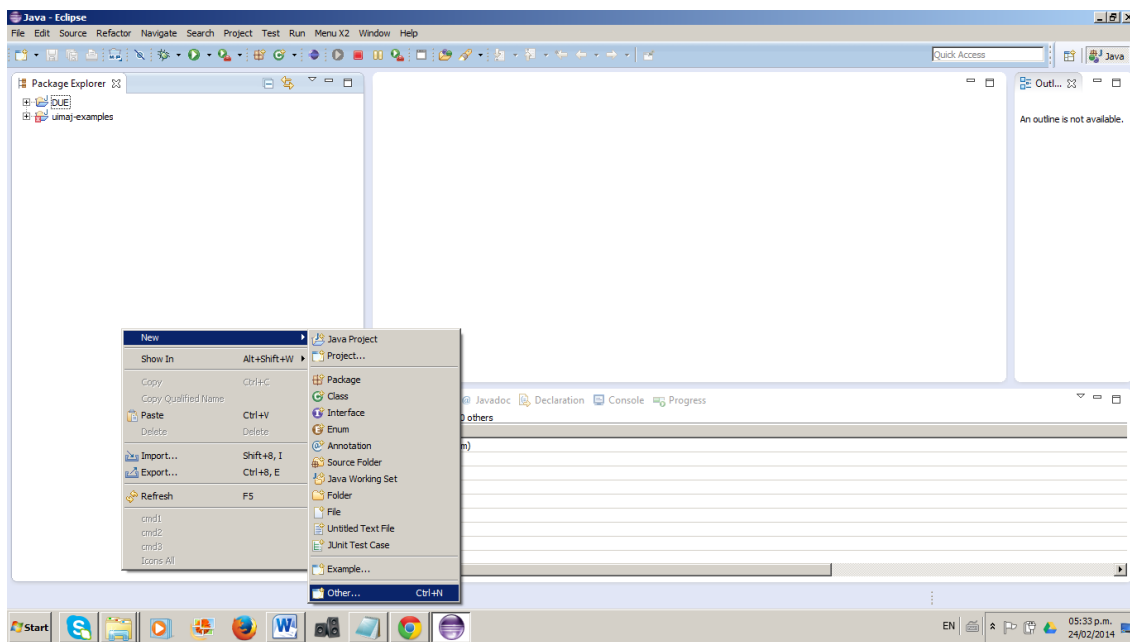 Java - Eclipse
File Edit Source Refactor Navigate Search Project Test Run Menu X2 Window Help
Quick Access
Java
Package Explorer
Outl...
DUE
uimaj-examples
An outline is not available.
New
Java Project
Show In Alt+Shift+W
Project...
Copy Ctrl+C
Package
Copy Qualified Name
Class
Javadoc Declaration Console Progress
Paste Ctrl+V
Interface
others
Delete Delete
Enum
Annotation
m)
Import... Shift+8, I
Source Folder
Export... Ctrl+8, E
Java Working Set
Refresh F5
Folder
File
cmd1
Untitled Text File
cmd2
cmd3
JUnit Test Case
Icons All
Example...
Other... Ctrl+N
Start
W
EN
05:33 p.m.
24/02/2014